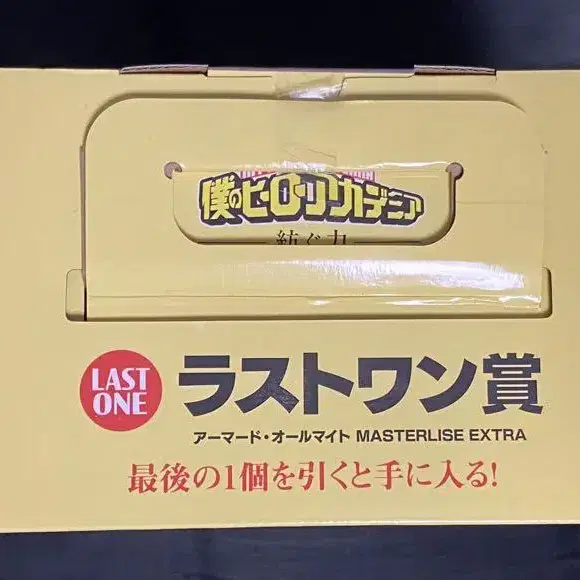 僕のヒーローアカデミア
紡ぐ力
LAST ONE
ラストワン賞
アーマード・オールマイト MASTERLISE EXTRA
最後の1個を引くと手に入る!